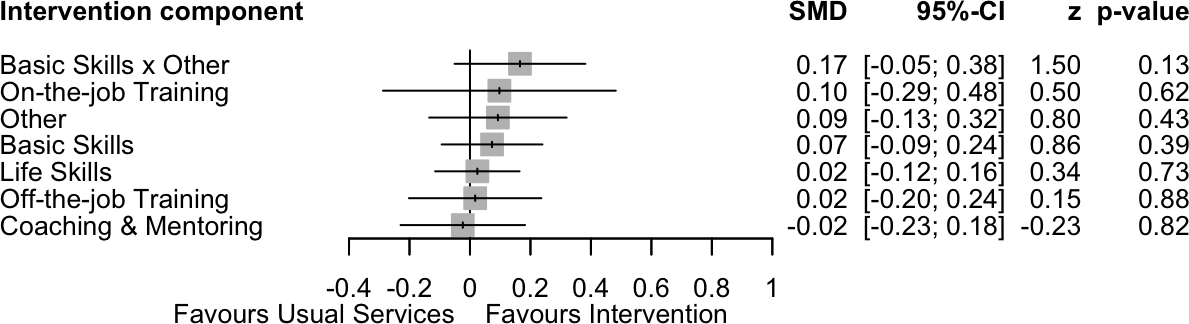 Intervention component SMD 95%-CI z p-value
Basic Skills x Other 0.17 [-0.05; 0.38] 1.50 0.13
On-the-job Training 0.10 [-0.29; 0.48] 0.50 0.62
Other 0.09 [-0.13; 0.32] 0.80 0.43
Basic Skills 0.07 [-0.09; 0.24] 0.86 0.39
Life Skills 0.02 [-0.12; 0.16] 0.34 0.73
Off-the-job Training 0.02 [-0.20; 0.24] 0.15 0.88
Coaching & Mentoring -0.02 [-0.23; 0.18] -0.23 0.82
-0.4 -0.2 0 0.2 0.4 0.6 0.8 1
Favours Usual Services Favours Intervention